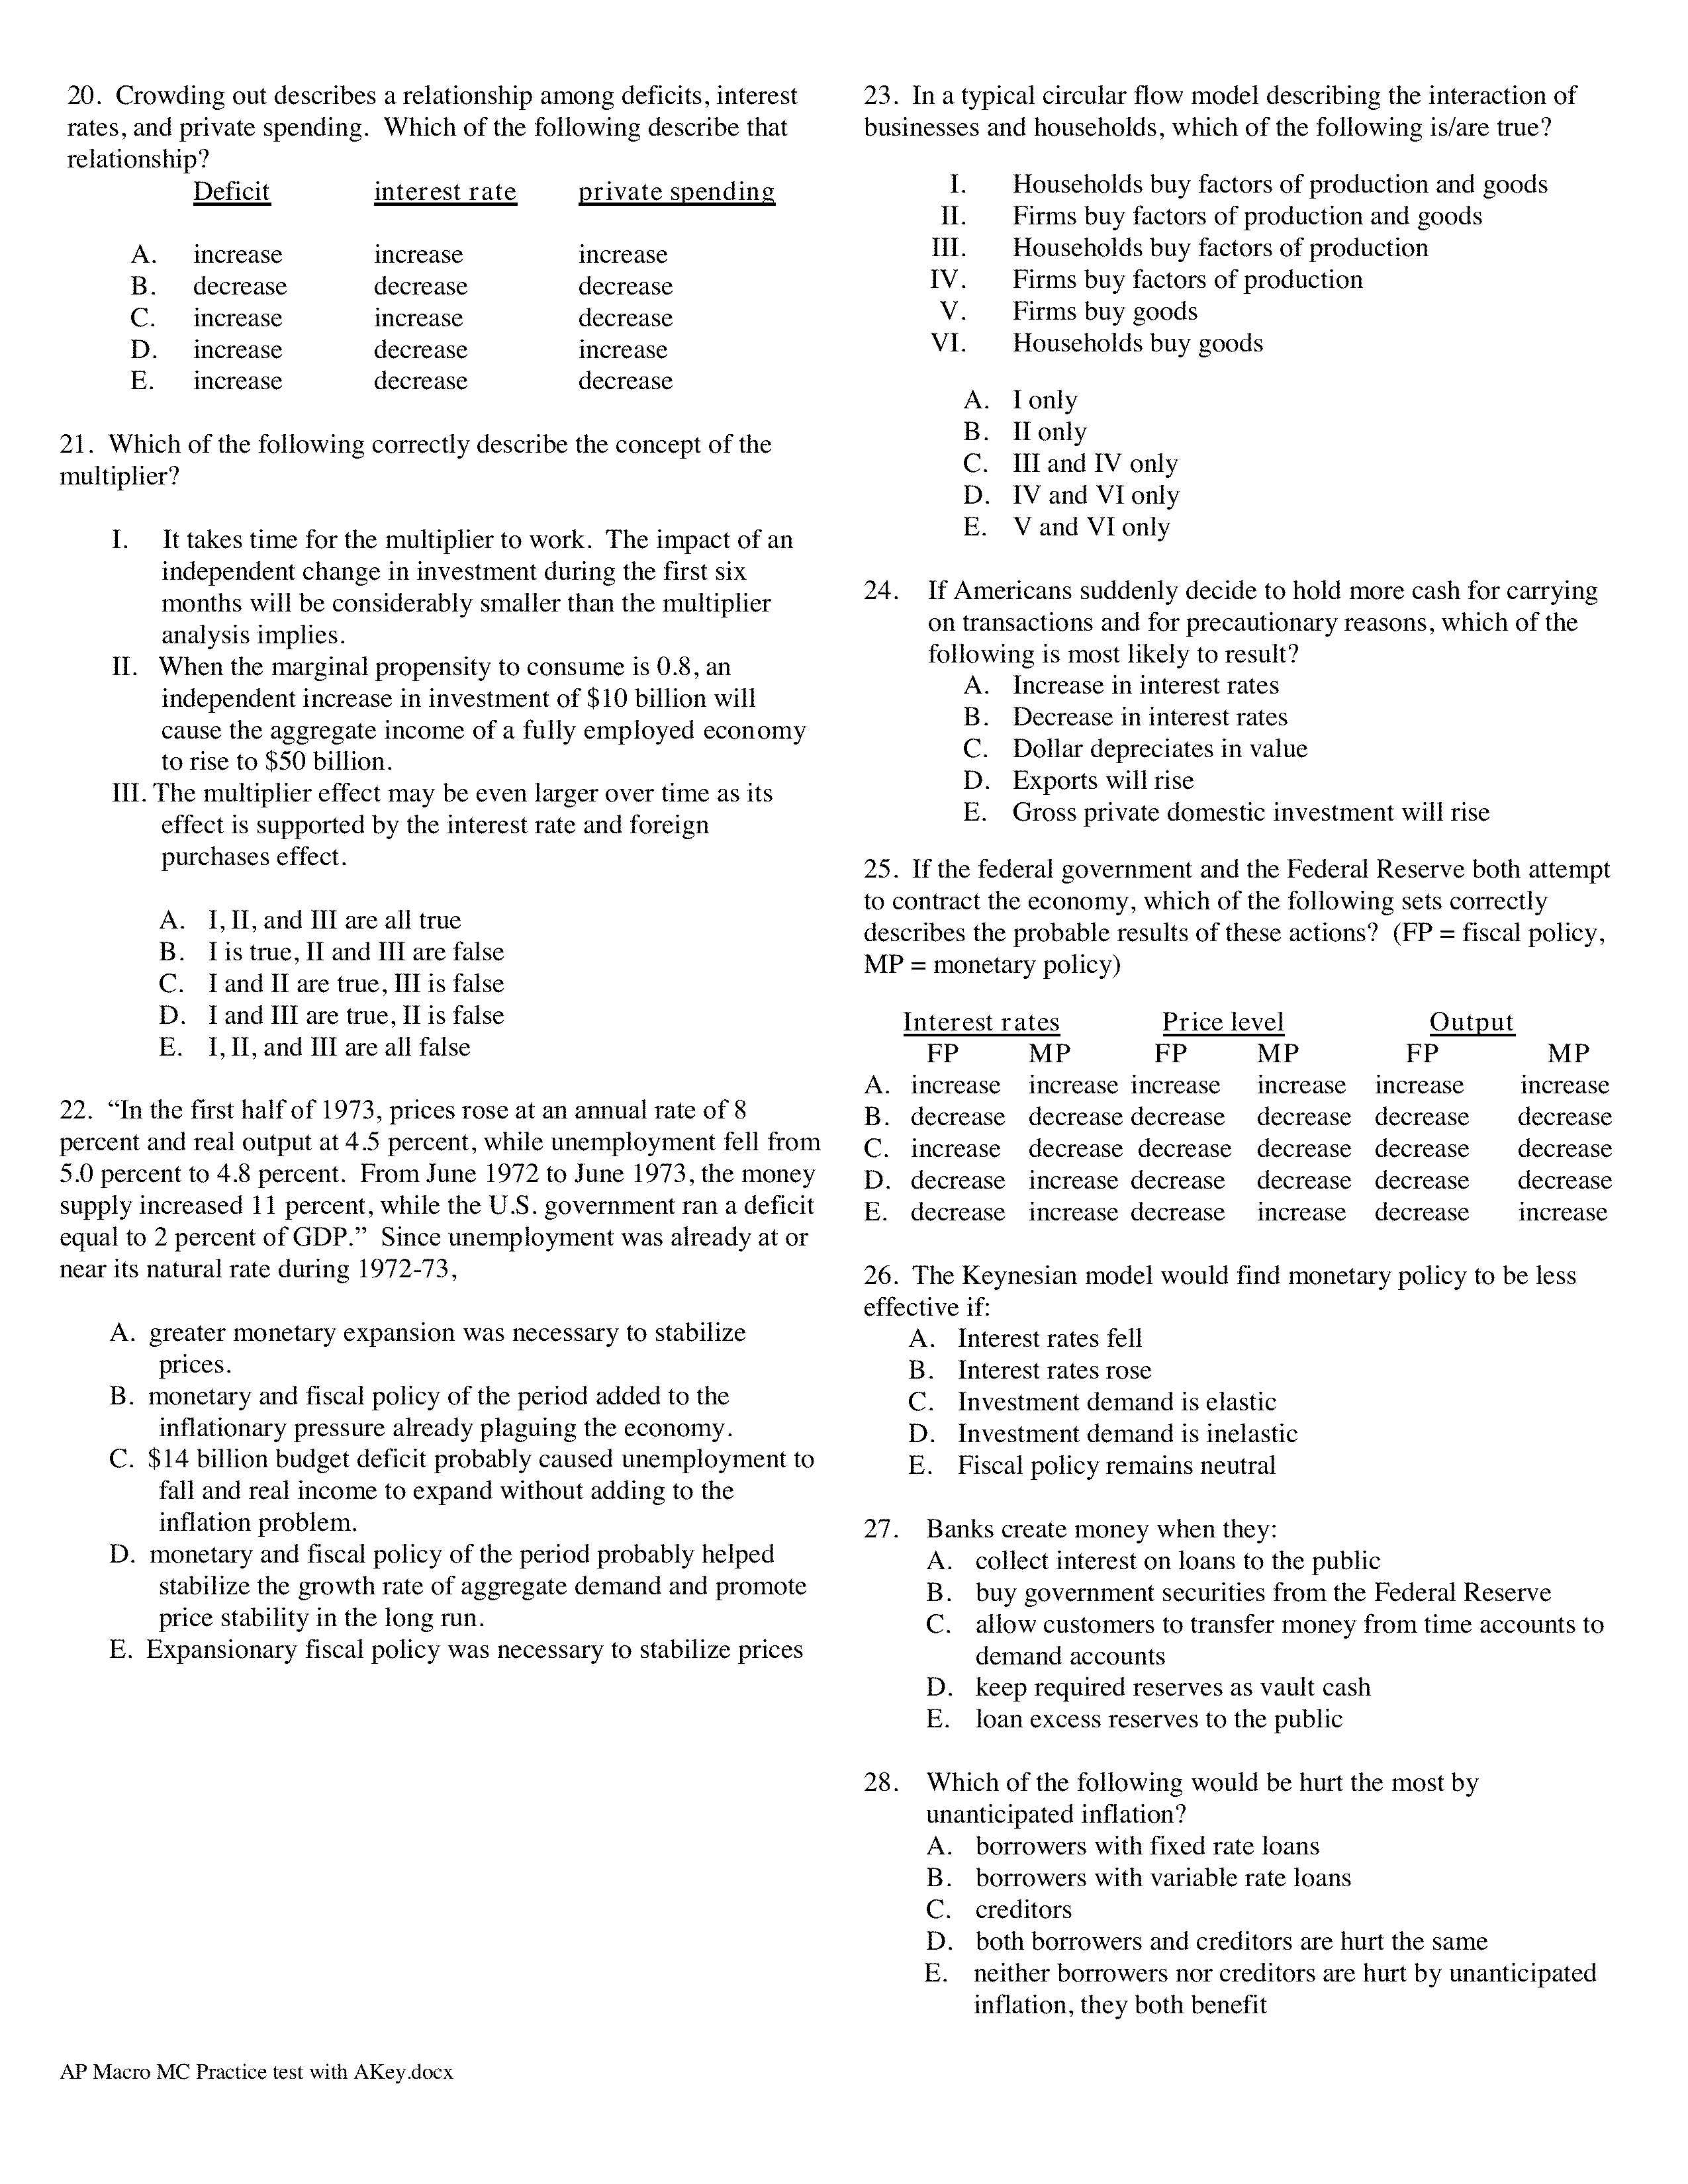 20. Crowding out describes a relationship among deficits, interest
rates, and private spending. Which of the following describe that
relationship?
Deficit interest rate private spending
A. increase increase increase
B. decrease decrease decrease
C. increase increase decrease
D. increase decrease increase
E. increase decrease decrease
21. Which of the following correctly describe the concept of the
multiplier?
I. It takes time for the multiplier to work. The impact of an
independent change in investment during the first six
months will be considerably smaller than the multiplier
analysis implies.
II. When the marginal propensity to consume is 0.8, an
independent increase in investment of $10 billion will
cause the aggregate income of a fully employed economy
to rise to $50 billion.
III. The multiplier effect may be even larger over time as its
effect is supported by the interest rate and foreign
purchases effect.
A. I, II, and III are all true
B. I is true, II and III are false
C. I and II are true, III is false
D. I and III are true, II is false
E. I, II, and III are all false
22. “In the first half of 1973, prices rose at an annual rate of 8
percent and real output at 4.5 percent, while unemployment fell from
5.0 percent to 4.8 percent. From June 1972 to June 1973, the money
supply increased 11 percent, while the U.S. government ran a deficit
equal to 2 percent of GDP.” Since unemployment was already at or
near its natural rate during 1972-73,
A. greater monetary expansion was necessary to stabilize
prices.
B. monetary and fiscal policy of the period added to the
inflationary pressure already plaguing the economy.
C. $14 billion budget deficit probably caused unemployment to
fall and real income to expand without adding to the
inflation problem.
D. monetary and fiscal policy of the period probably helped
stabilize the growth rate of aggregate demand and promote
price stability in the long run.
E. Expansionary fiscal policy was necessary to stabilize prices
23. In a typical circular flow model describing the interaction of
businesses and households, which of the following is/are true?
I. Households buy factors of production and goods
II. Firms buy factors of production and goods
III. Households buy factors of production
IV. Firms buy factors of production
V. Firms buy goods
VI. Households buy goods
A. I only
B. II only
C. III and IV only
D. IV and VI only
E. V and VI only
24. If Americans suddenly decide to hold more cash for carrying
on transactions and for precautionary reasons, which of the
following is most likely to result?
A. Increase in interest rates
B. Decrease in interest rates
C. Dollar depreciates in value
D. Exports will rise
E. Gross private domestic investment will rise
25. If the federal government and the Federal Reserve both attempt
to contract the economy, which of the following sets correctly
describes the probable results of these actions? (FP = fiscal policy,
MP = monetary policy)
Interest rates Price level Output
FP MP FP MP FP MP
A. increase increase increase increase increase increase
B. decrease decrease decrease decrease decrease decrease
C. increase decrease decrease decrease decrease decrease
D. decrease increase decrease decrease decrease decrease
E. decrease increase decrease increase decrease increase
26. The Keynesian model would find monetary policy to be less
effective if:
A. Interest rates fell
B. Interest rates rose
C. Investment demand is elastic
D. Investment demand is inelastic
E. Fiscal policy remains neutral
27. Banks create money when they:
A. collect interest on loans to the public
B. buy government securities from the Federal Reserve
C. allow customers to transfer money from time accounts to
demand accounts
D. keep required reserves as vault cash
E. loan excess reserves to the public
28. Which of the following would be hurt the most by
unanticipated inflation?
A. borrowers with fixed rate loans
B. borrowers with variable rate loans
C. creditors
D. both borrowers and creditors are hurt the same
E. neither borrowers nor creditors are hurt by unanticipated
inflation, they both benefit
AP Macro MC Practice test with AKey.docx